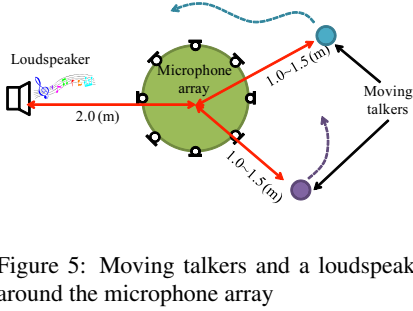 Loudspeaker
Microphone
array
1.0~1.5(m)
2.0(m)
Moving
talkers
1.0~1.5(m)
Figure 5: Moving talkers and a loudspeak
around the microphone array